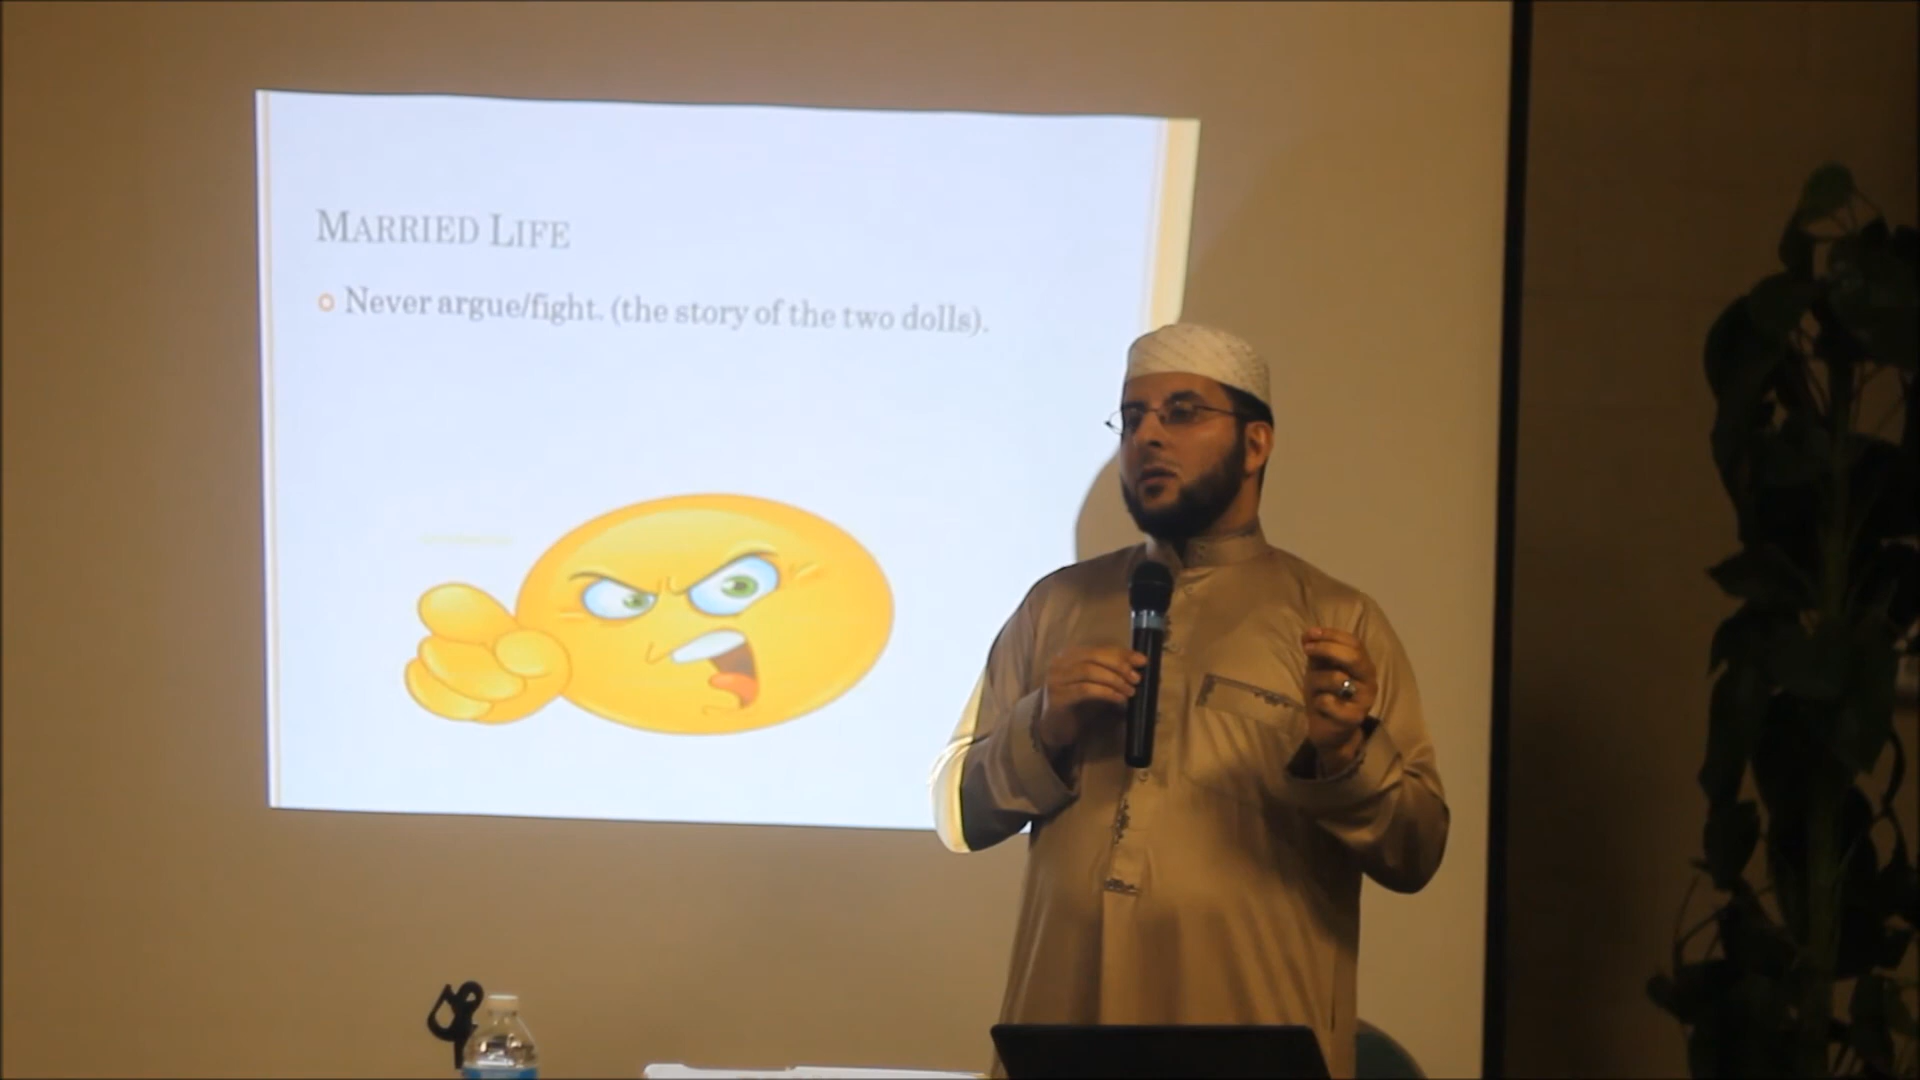 MARRIED LIFE
Never argue/fight. (the story of the two dolls).